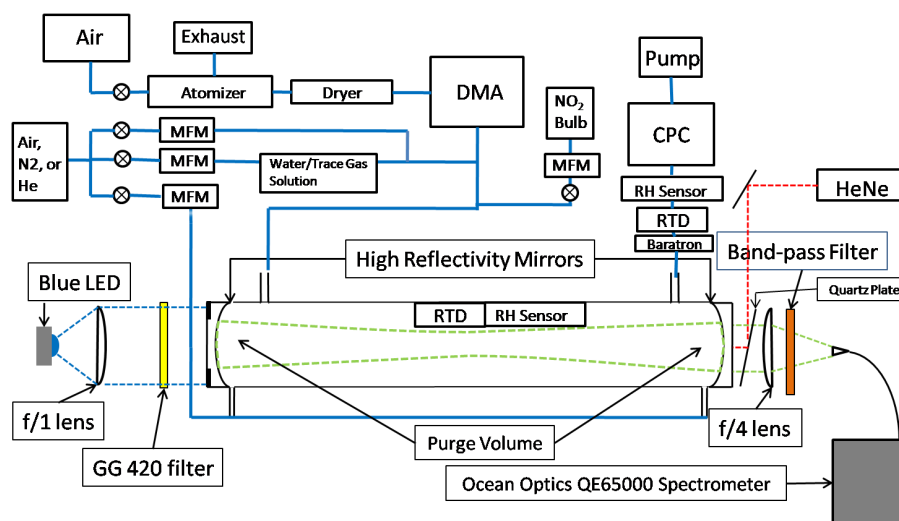 Air
Exhaust
Pump
Atomizer
Dryer
DMA
NO2
Bulb
CPC
Air,
N2, or
He
MFM
MFM
MFM
Water/Trace Gas
Solution
MFM
RH Sensor
RTD
Baratron
HeNe
High Reflectivity Mirrors
Band-pass Filter
Blue LED
Quartz Plate
RTD
RH Sensor
f/1 lens
GG 420 filter
Purge Volume
f/4 lens
Ocean Optics QE65000 Spectrometer